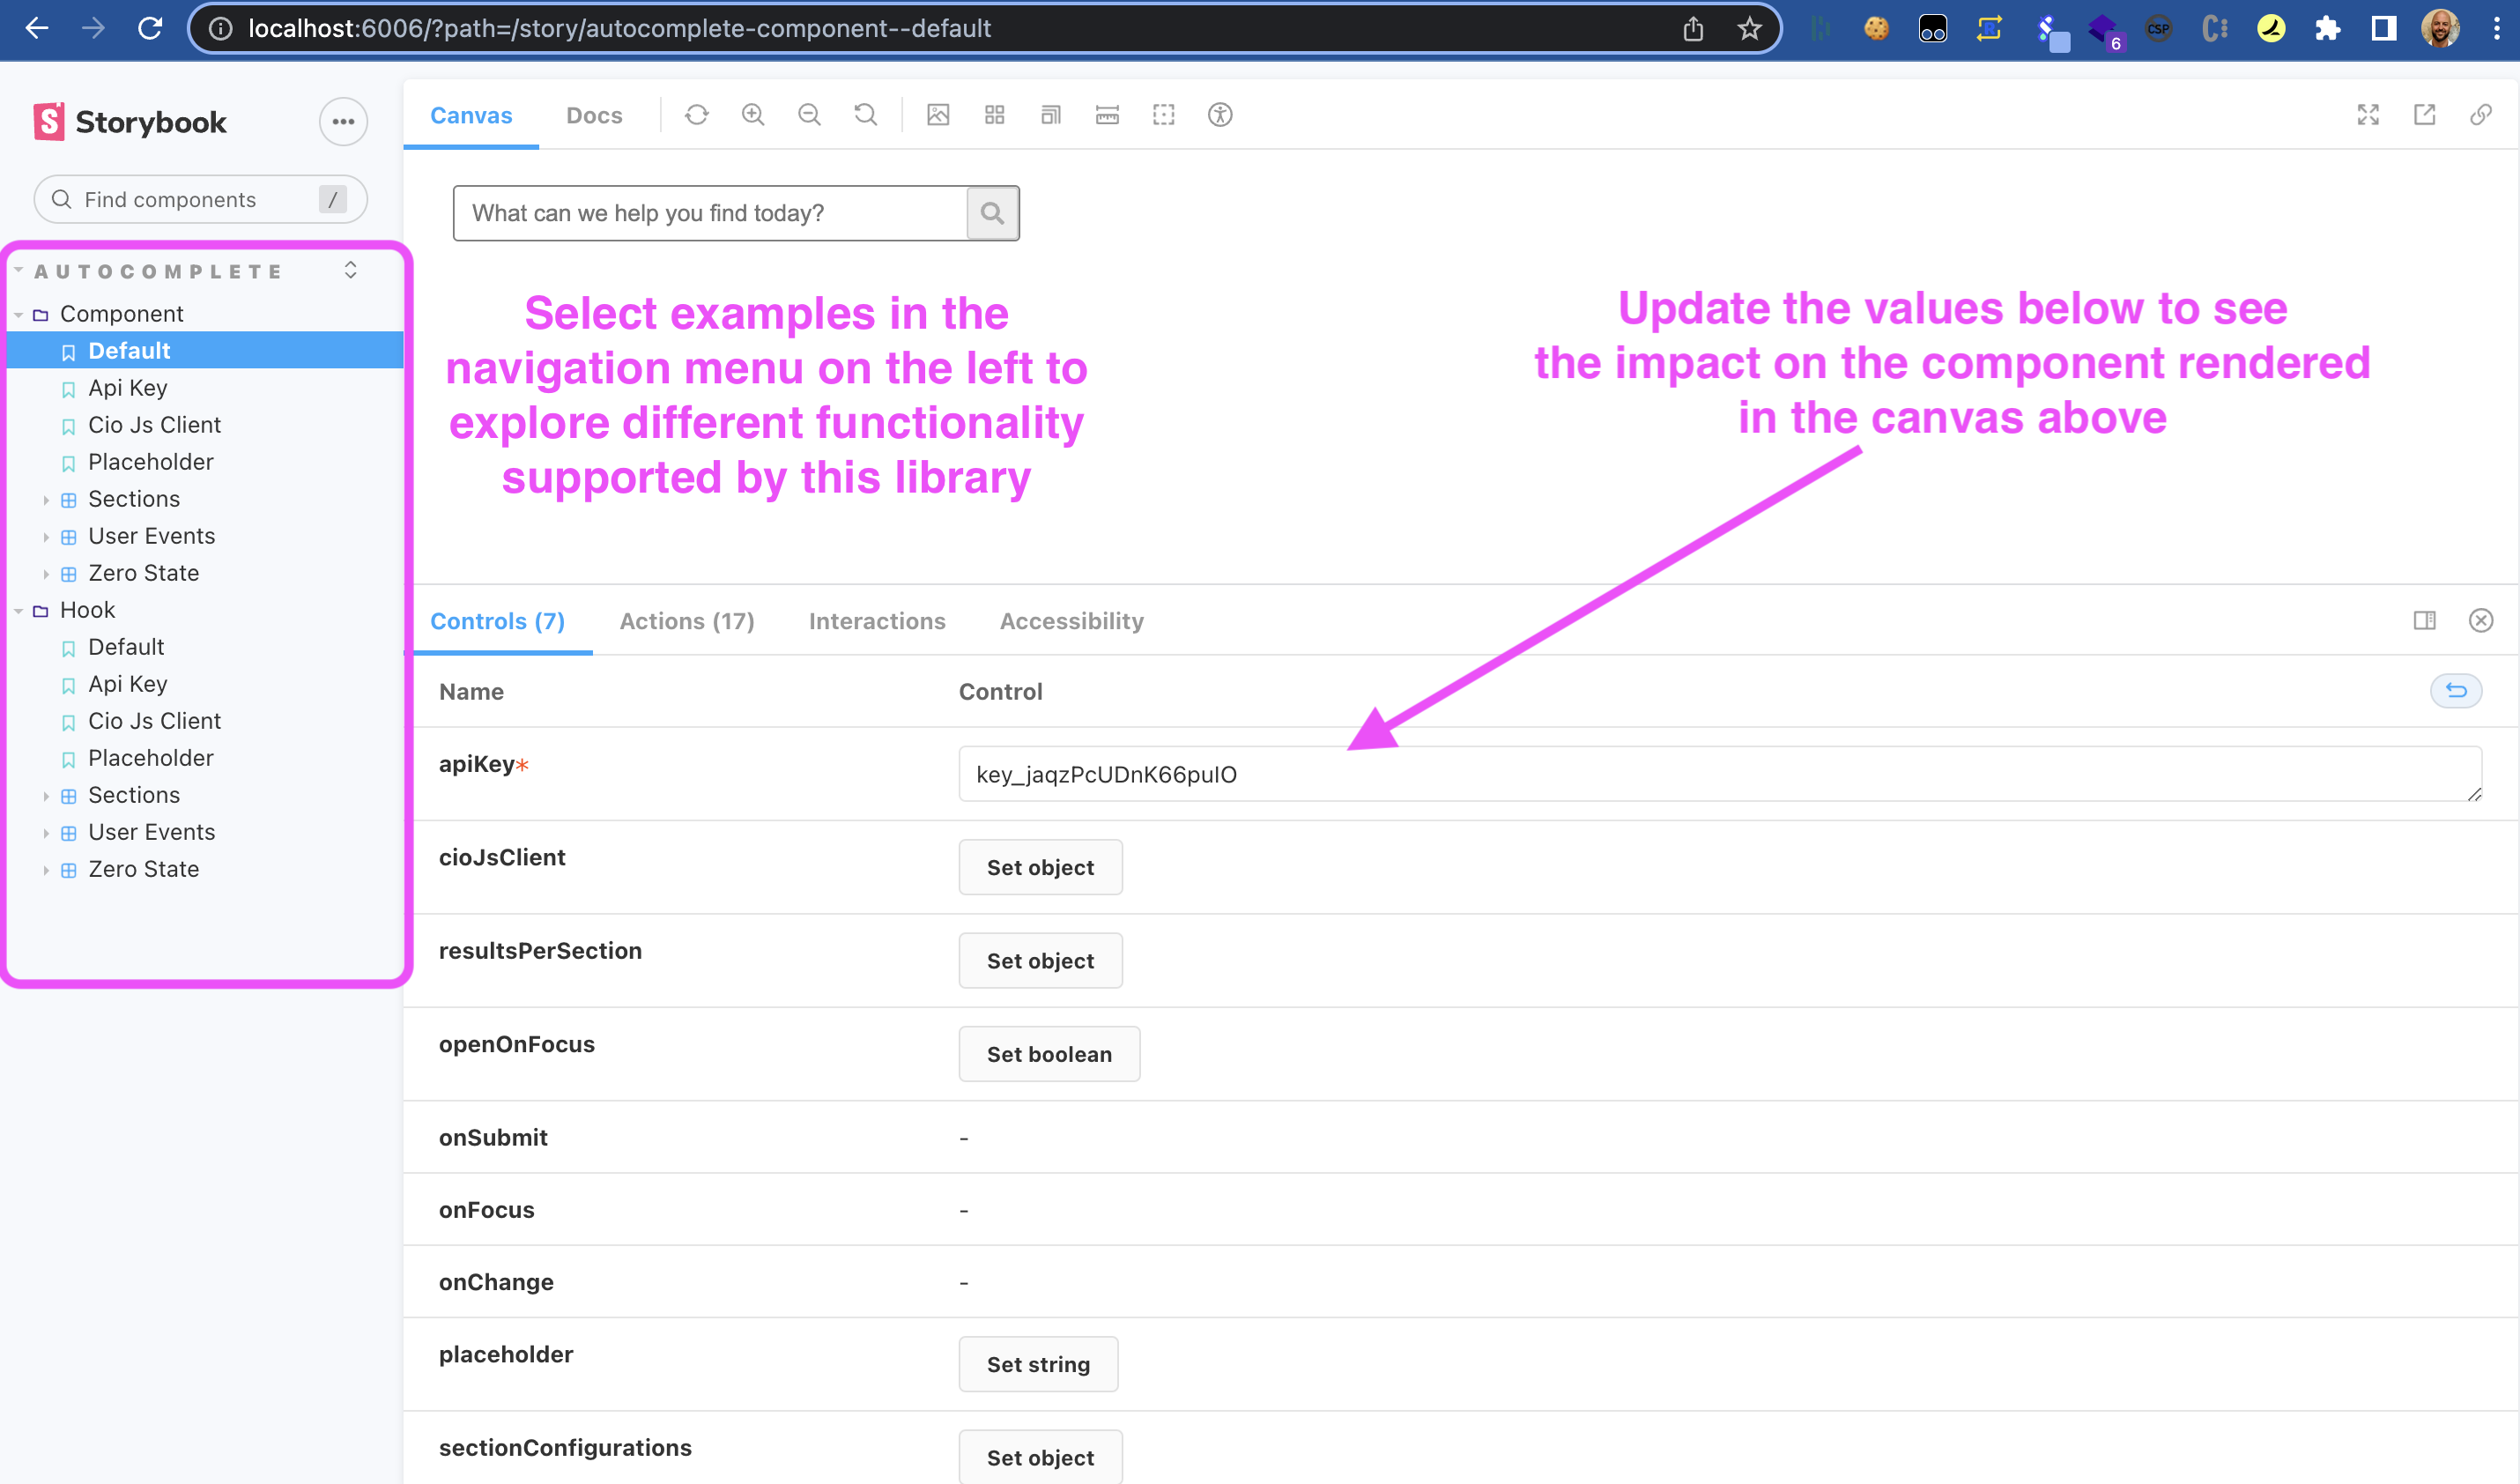 localhost:6006/?path=/story/autocomplete-component--default
6
CSP
Storybook
Find components
/
AUTOCOMPLETE
Component
Default
Api Key
Cio Js Client
Placeholder
Sections
User Events
Zero State
Hook
Default
Api Key
Cio Js Client
Placeholder
Sections
User Events
Zero State
Canvas
Docs
What can we help you find today?
Select examples in the
navigation menu on the left to
explore different functionality
supported by this library
Update the values below to see
the impact on the component rendered
in the canvas above
Controls (7)
Actions (17)
Interactions
Accessibility
Name
Control
apiKey*
key_jaqzPcUDnK66puIO
cioJsClient
Set object
resultsPerSection
Set object
openOnFocus
Set boolean
onSubmit
-
onFocus
-
onChange
-
placeholder
Set string
sectionConfigurations
Set object